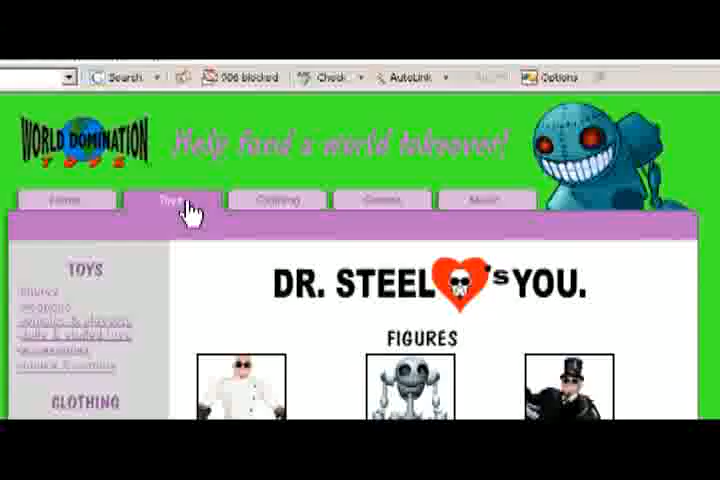 Search
906 blocked
Check
AutoLink
Options
WORLD DOMINATION
TOYS
Help fund a world takeover!
Home
Toys
Clothing
Games
Music
TOYS
DR. STEEL 'S YOU.
FIGURES
CLOTHING